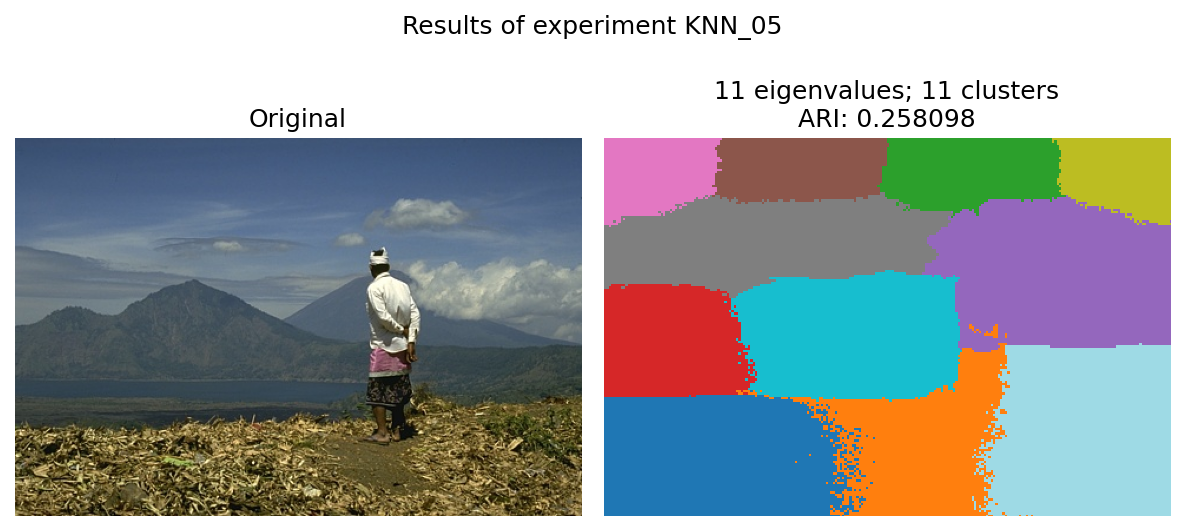 Results of experiment KNN_05
Original
11 eigenvalues; 11 clusters
ARI: 0.258098